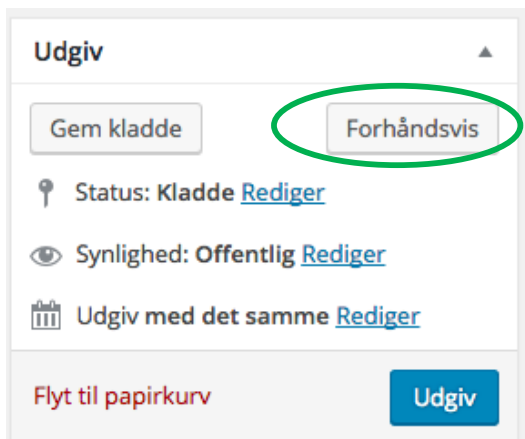 Udgiv
Gem kladde Forhåndsvis
Status: Kladde Rediger
Synlighed: Offentlig Rediger
Udgiv med det samme Rediger
Flyt til papirkurv Udgiv